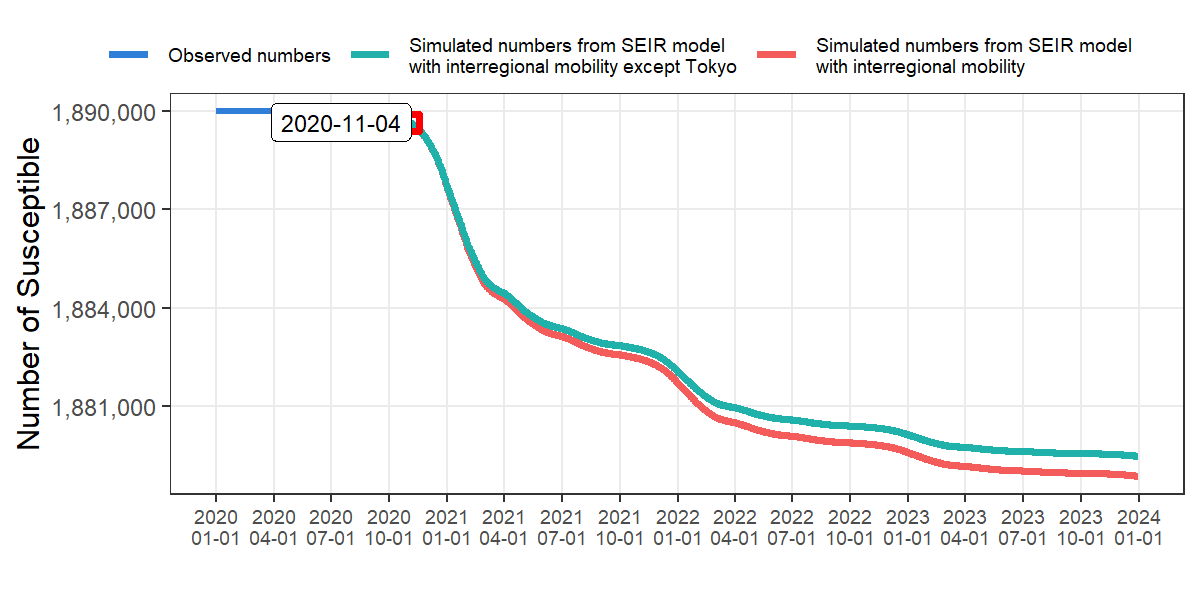 Observed numbers
Simulated numbers from SEIR model
with interregional mobility except Tokyo
Simulated numbers from SEIR model
with interregional mobility
Number of Susceptible
1,890,000
1,887,000
1,884,000
1,881,000
2020-11-04
2020 2020 2020 2020 2021 2021 2021 2021 2022 2022 2022 2022 2023 2023 2023 2023 2024
01-01 04-01 07-01 10-01 01-01 04-01 07-01 10-01 01-01 04-01 07-01 10-01 01-01 04-01 07-01 10-01 01-01